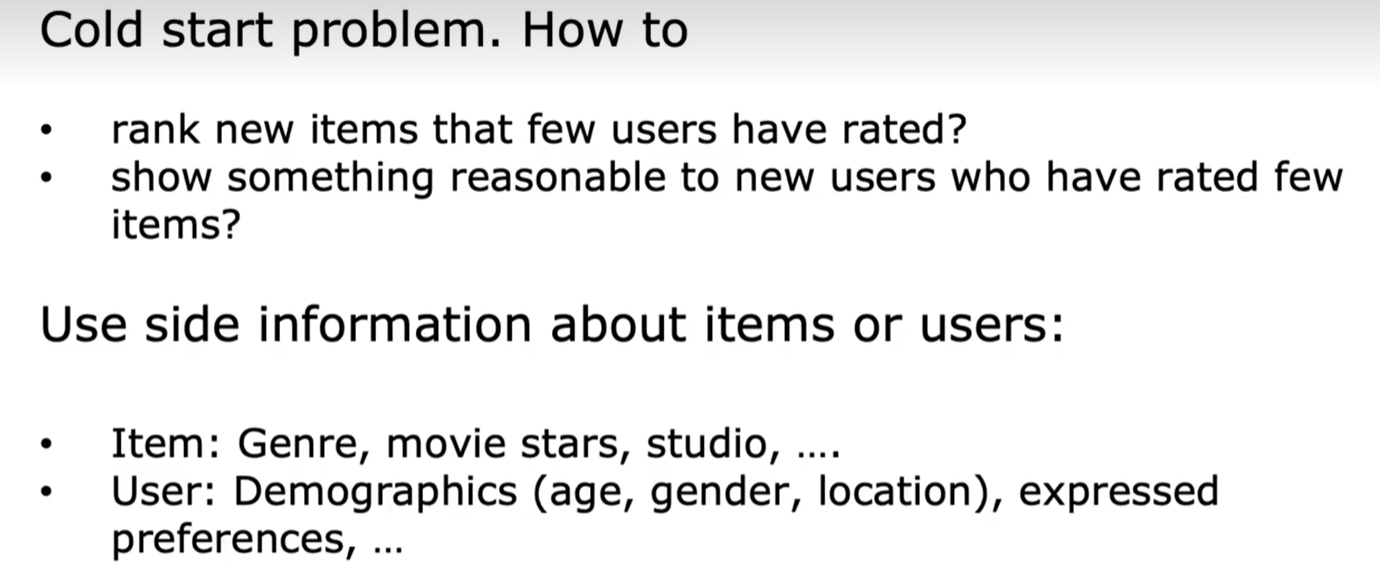 Cold start problem. How to
• rank new items that few users have rated?
• show something reasonable to new users who have rated few
items?
Use side information about items or users:
• Item: Genre, movie stars, studio, ....
• User: Demographics (age, gender, location), expressed
preferences, ...